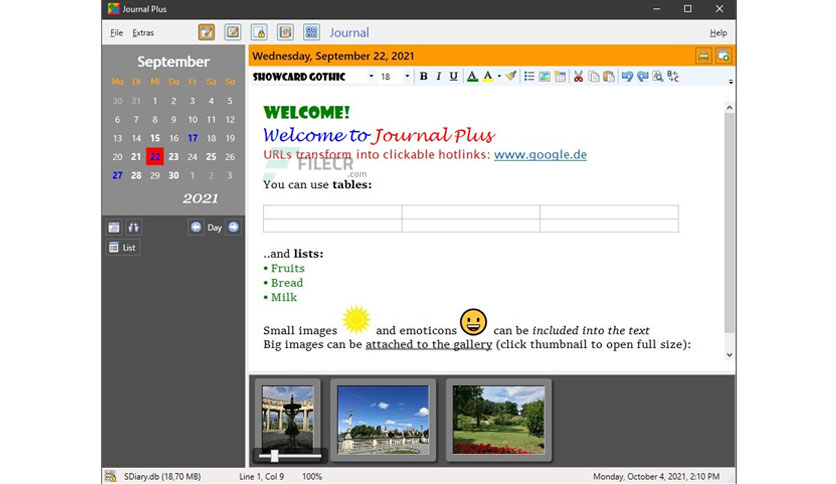 Journal Plus
File Extras Journal Help
September
Mo Di Mi Do Fr Sa So
30 31 1 2 3 4 5
6 7 8 9 10 11 12
13 14 15 16 17 18 19
20 21 22 23 24 25 26
27 28 29 30 1 2 3
2021
Day
List
Wednesday, September 22, 2021
SHOWCARD GOTHIC 18 B I U A A
WELCOME!
Welcome to Journal Plus
URLs transform into clickable hotlinks: www.google.de
FILECR
.com
You can use tables:
..and lists:
• Fruits
• Bread
• Milk
Small images and emoticons can be included into the text
Big images can be attached to the gallery (click thumbnail to open full size):
SDiary.db (18,70 MB) Line 1, Col 9 100% Monday, October 4, 2021, 2:10 PM